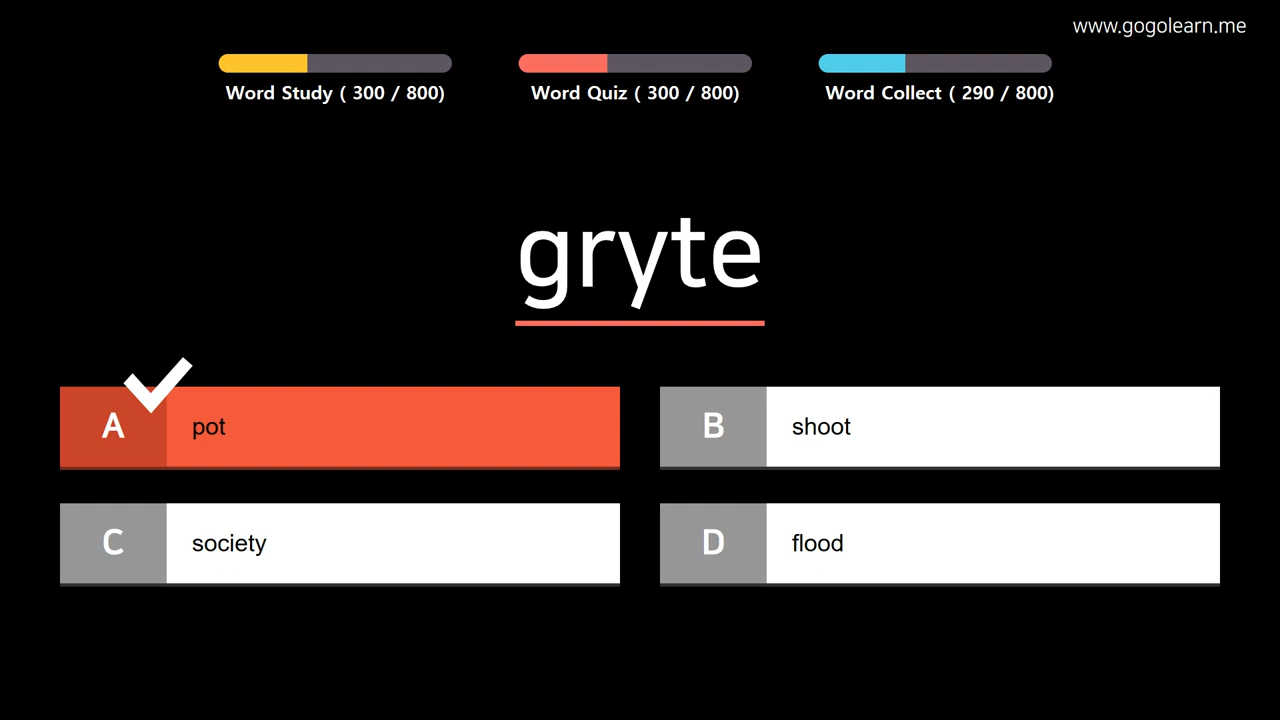 www.gogolearn.me
Word Study ( 300 / 800)
Word Quiz ( 300 / 800)
Word Collect ( 290 / 800)
gryte
A pot
B shoot
C society
D flood